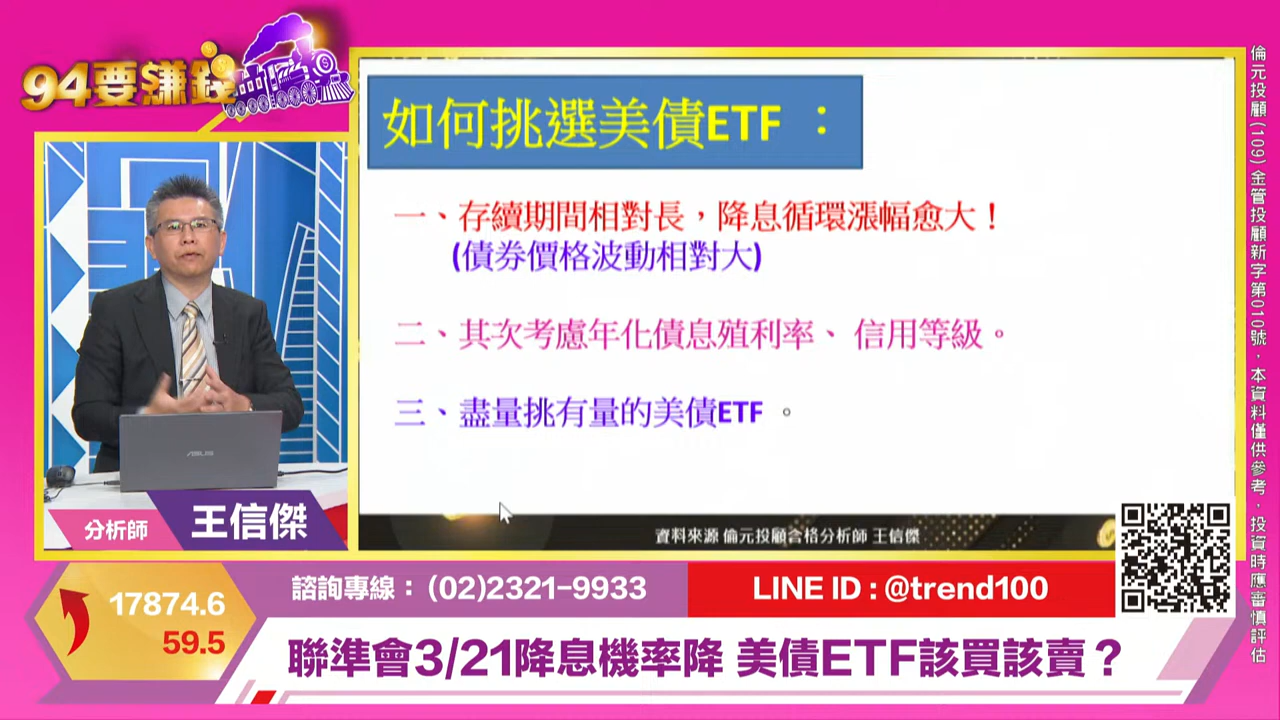 94要賺錢
如何挑選美債ETF ：
一、存續期間相對長，降息循環漲幅愈大！
(債券價格波動相對大)
二、其次考慮年化債息殖利率、 信用等級。
三、盡量挑有量的美債ETF 。
資料來源 倫元投顧合格分析師 王信傑
ASUS
分析師 王信傑
倫元投顧(109)金管投顧新字第010號．本資料僅供參考．投資時應審慎評估
諮詢專線：(02)2321-9933
LINE ID : @trend100
17874.6
59.5
聯準會3/21降息機率降 美債ETF該買該賣？